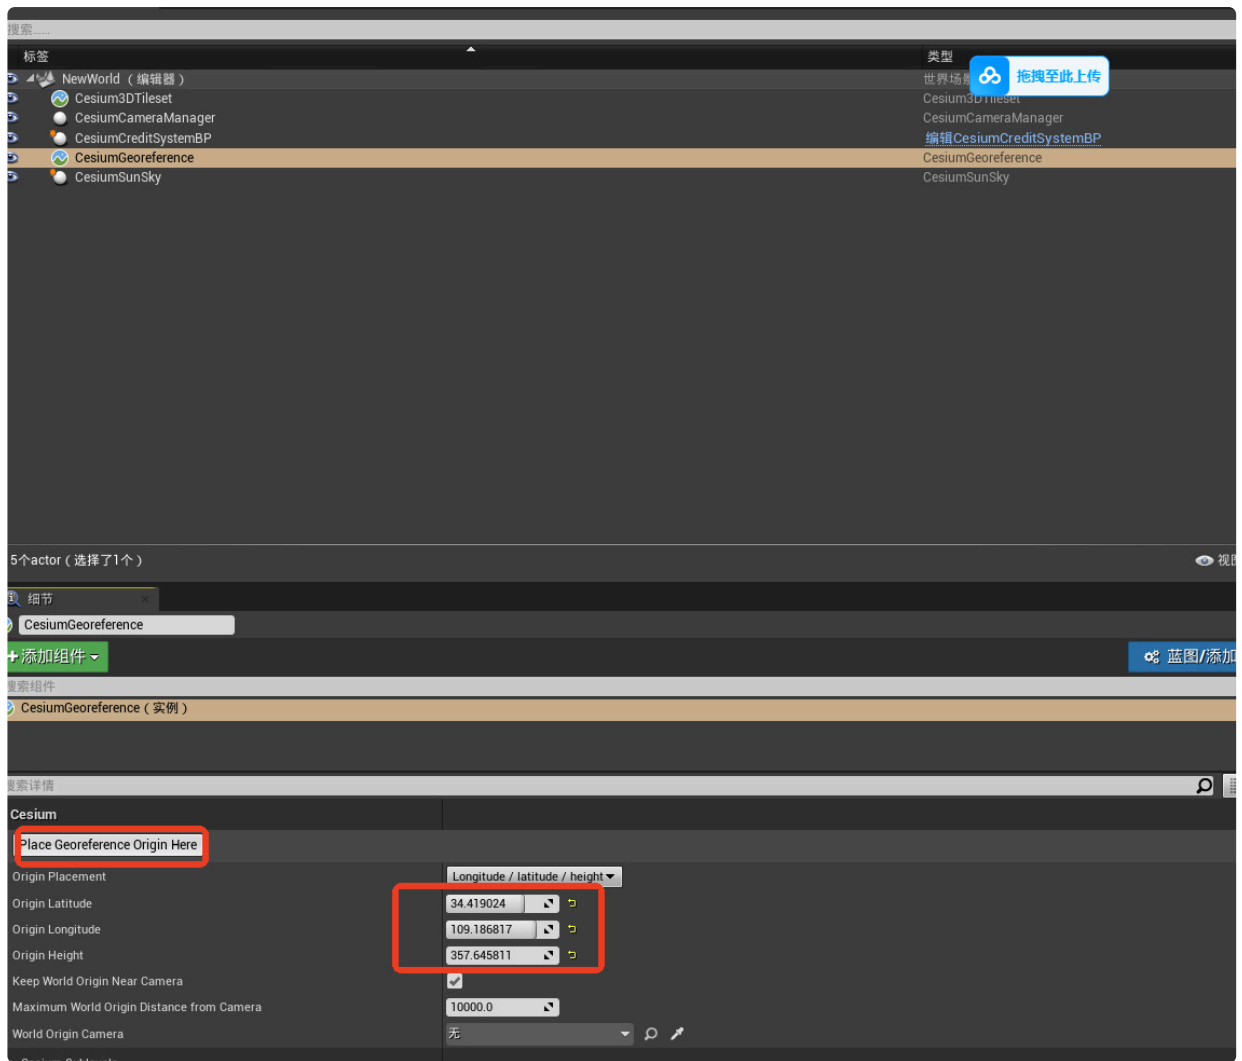 搜索......
标签 类型
NewWorld（编辑器） 世界场景
拖拽至此上传
Cesium3DTileset Cesium3DTileset
CesiumCameraManager CesiumCameraManager
CesiumCreditSystemBP 编辑CesiumCreditSystemBP
CesiumGeoreference CesiumGeoreference
CesiumSunSky CesiumSunSky
5个actor（选择了1个） 视图
细节
CesiumGeoreference
+添加组件 蓝图/添加
搜索组件
CesiumGeoreference（实例）
搜索详情
Cesium
Place Georeference Origin Here
Origin Placement Longitude / latitude / height
Origin Latitude 34.419024
Origin Longitude 109.186817
Origin Height 357.645811
Keep World Origin Near Camera
Maximum World Origin Distance from Camera 10000.0
World Origin Camera 无